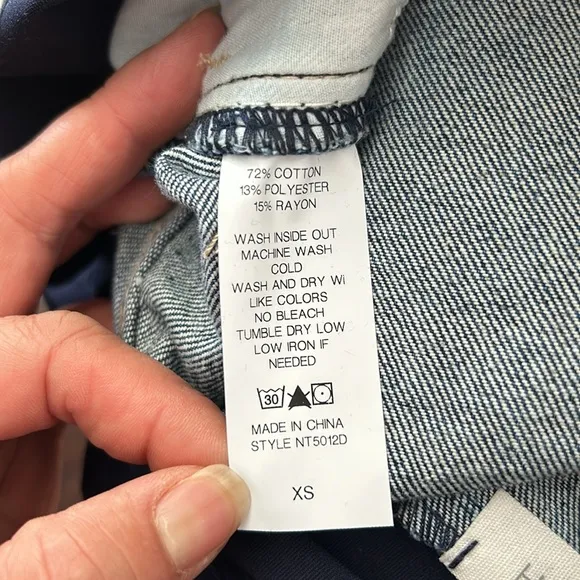 72% COTTON
13% POLYESTER
15% RAYON
WASH INSIDE OUT
MACHINE WASH
COLD
WASH AND DRY Wi
LIKE COLORS
NO BLEACH
TUMBLE DRY LOW
LOW IRON IF
NEEDED
30
MADE IN CHINA
STYLE NT5012D
XS